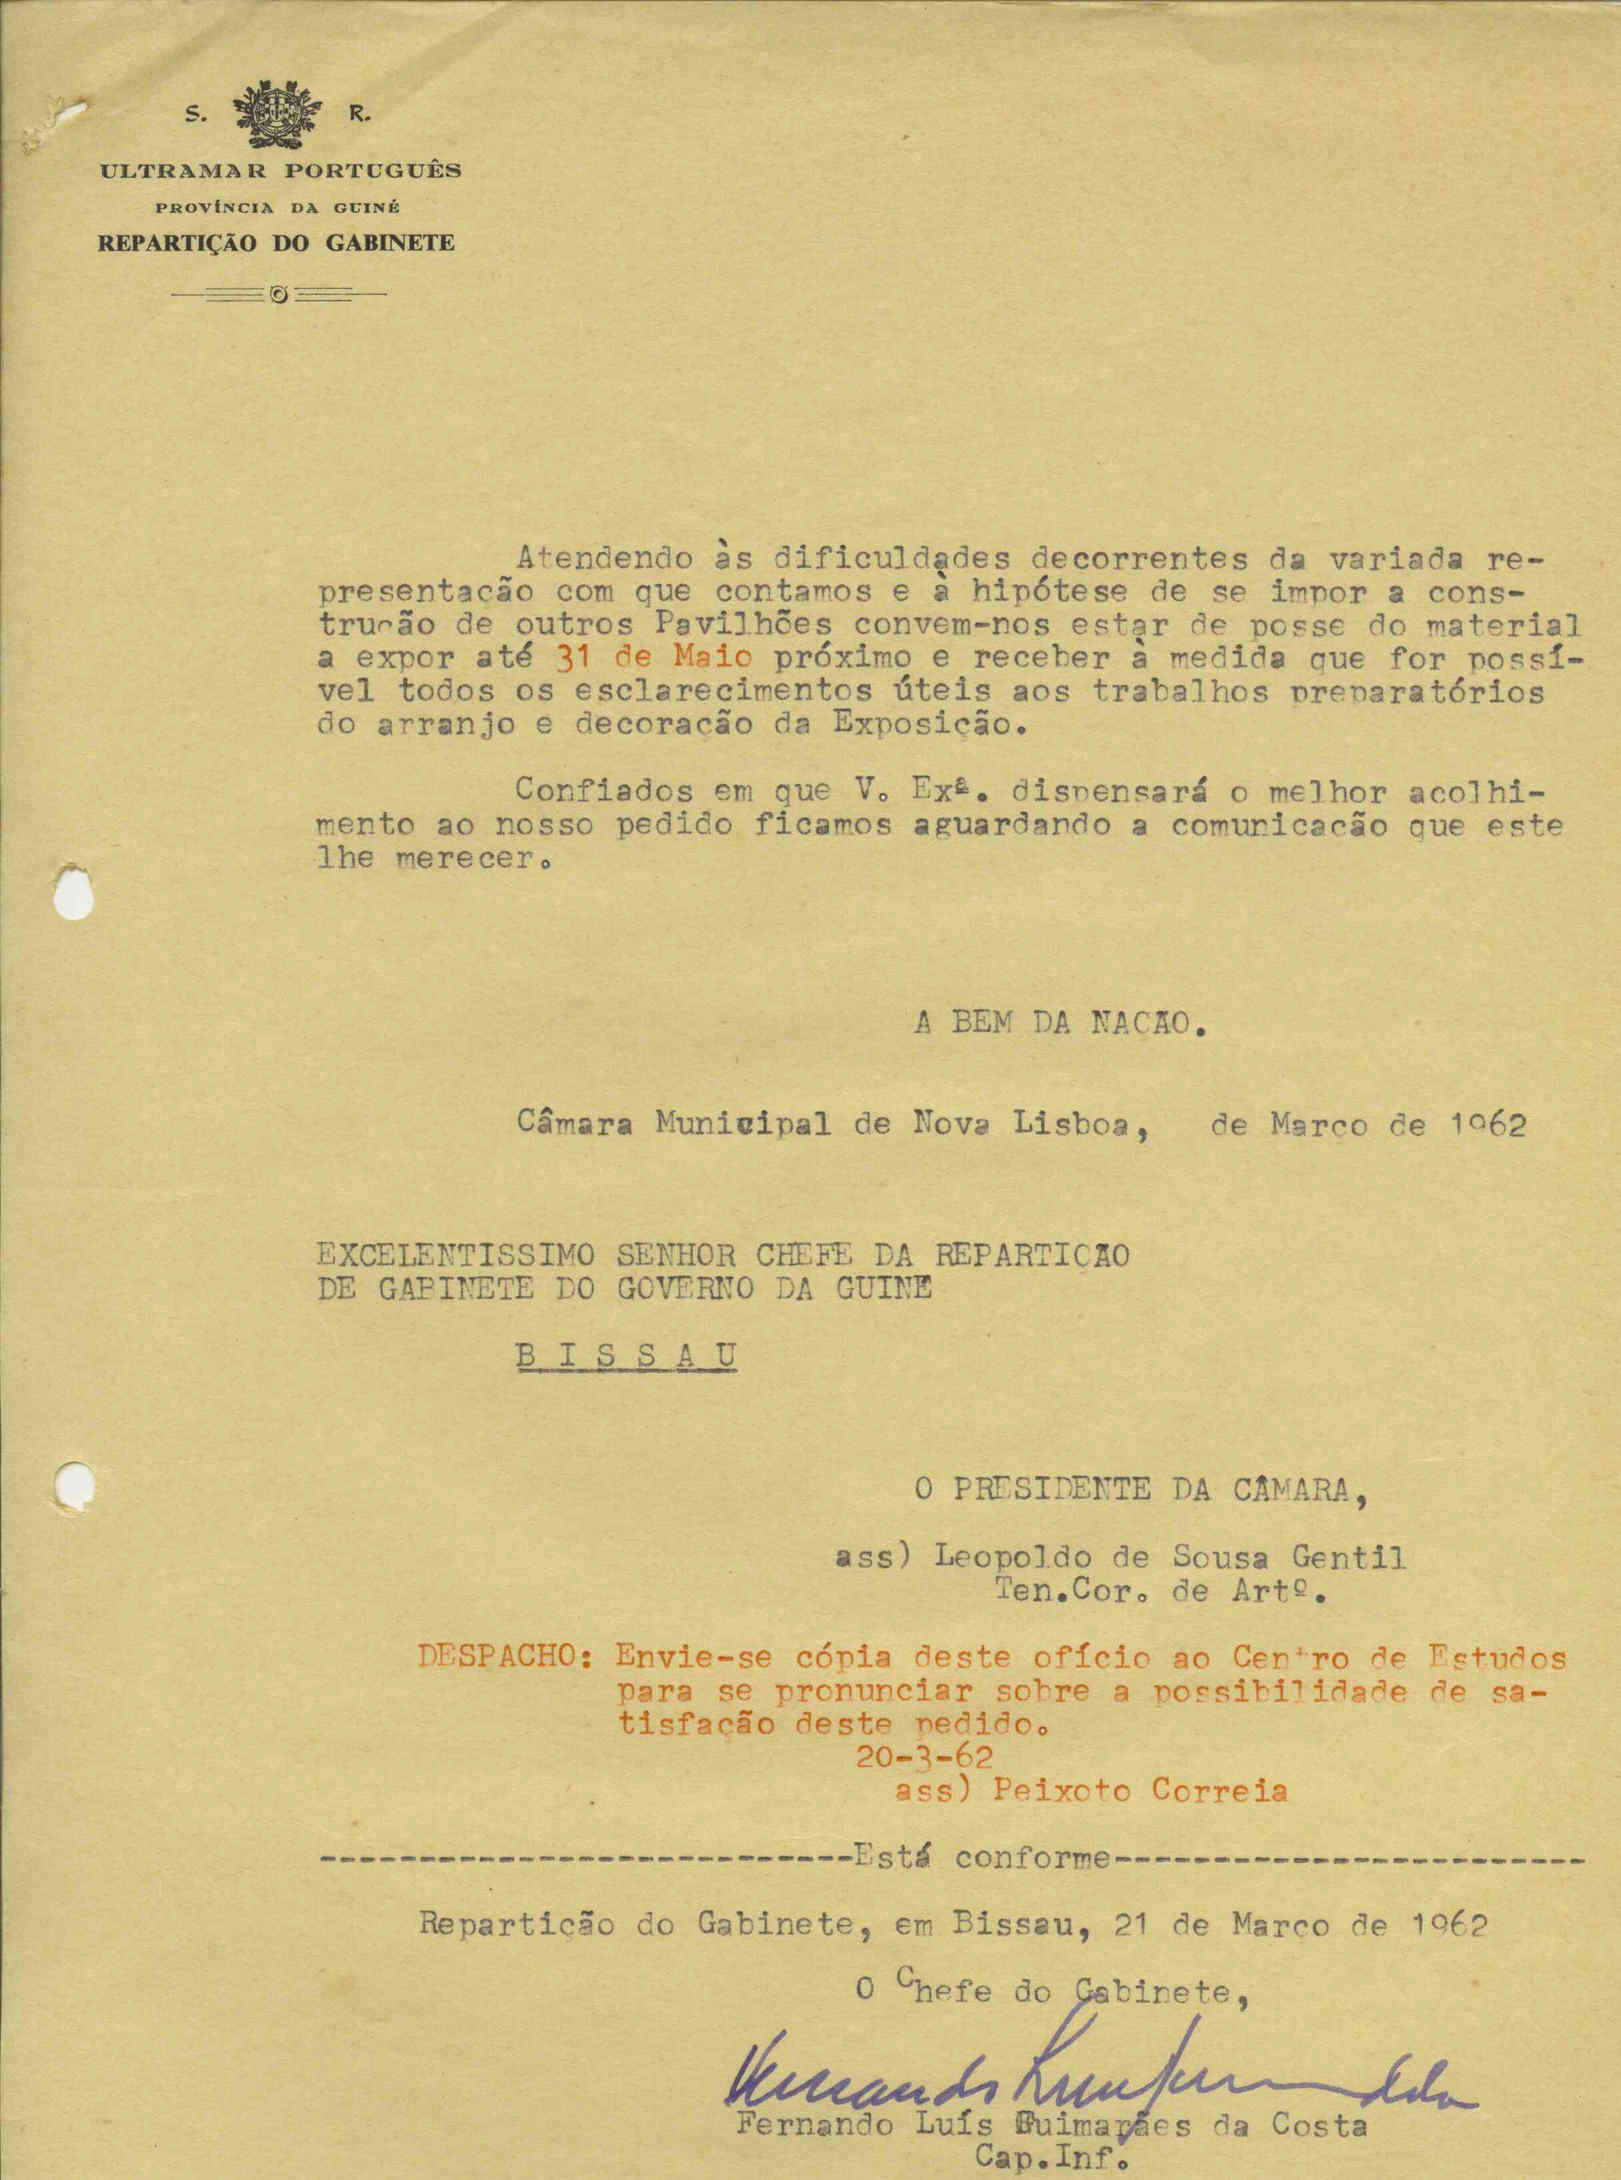 S. R.
ULTRAMAR PORTUGUÊS
PROVÍNCIA DA GUINÉ
REPARTIÇÃO DO GABINETE
Atendendo às dificuldades decorrentes da variada re-
presentação com que contamos e à hipótese de se impor a cons-
trução de outros Pavilhões convem-nos estar de posse do material
a expor até 31 de Maio próximo e receber à medida que for possí-
vel todos os esclarecimentos úteis aos trabalhos preparatórios
do arranjo e decoração da Exposição.
Confiados em que V. Exª. dispensará o melhor acolhi-
mento ao nosso pedido ficamos aguardando a comunicação que este
lhe merecer.
A BEM DA NAÇÃO.
Câmara Municipal de Nova Lisboa, de Março de 1962
EXCELENTISSIMO SENHOR CHEFE DA REPARTIÇÃO
DE GABINETE DO GOVERNO DA GUINE
B I S S A U
O PRESIDENTE DA CÂMARA,
ass) Leopoldo de Sousa Gentil
Ten.Cor. de Artº.
DESPACHO: Envie-se cópia deste ofício ao Centro de Estudos
para se pronunciar sobre a possibilidade de sa-
tisfação deste pedido.
20-3-62
ass) Peixoto Correia
---------------------------Está conforme------------------------
Repartição do Gabinete, em Bissau, 21 de Março de 1962
O Chefe do Gabinete,
Fernando Luís Guimarães da Costa
Cap.Inf.